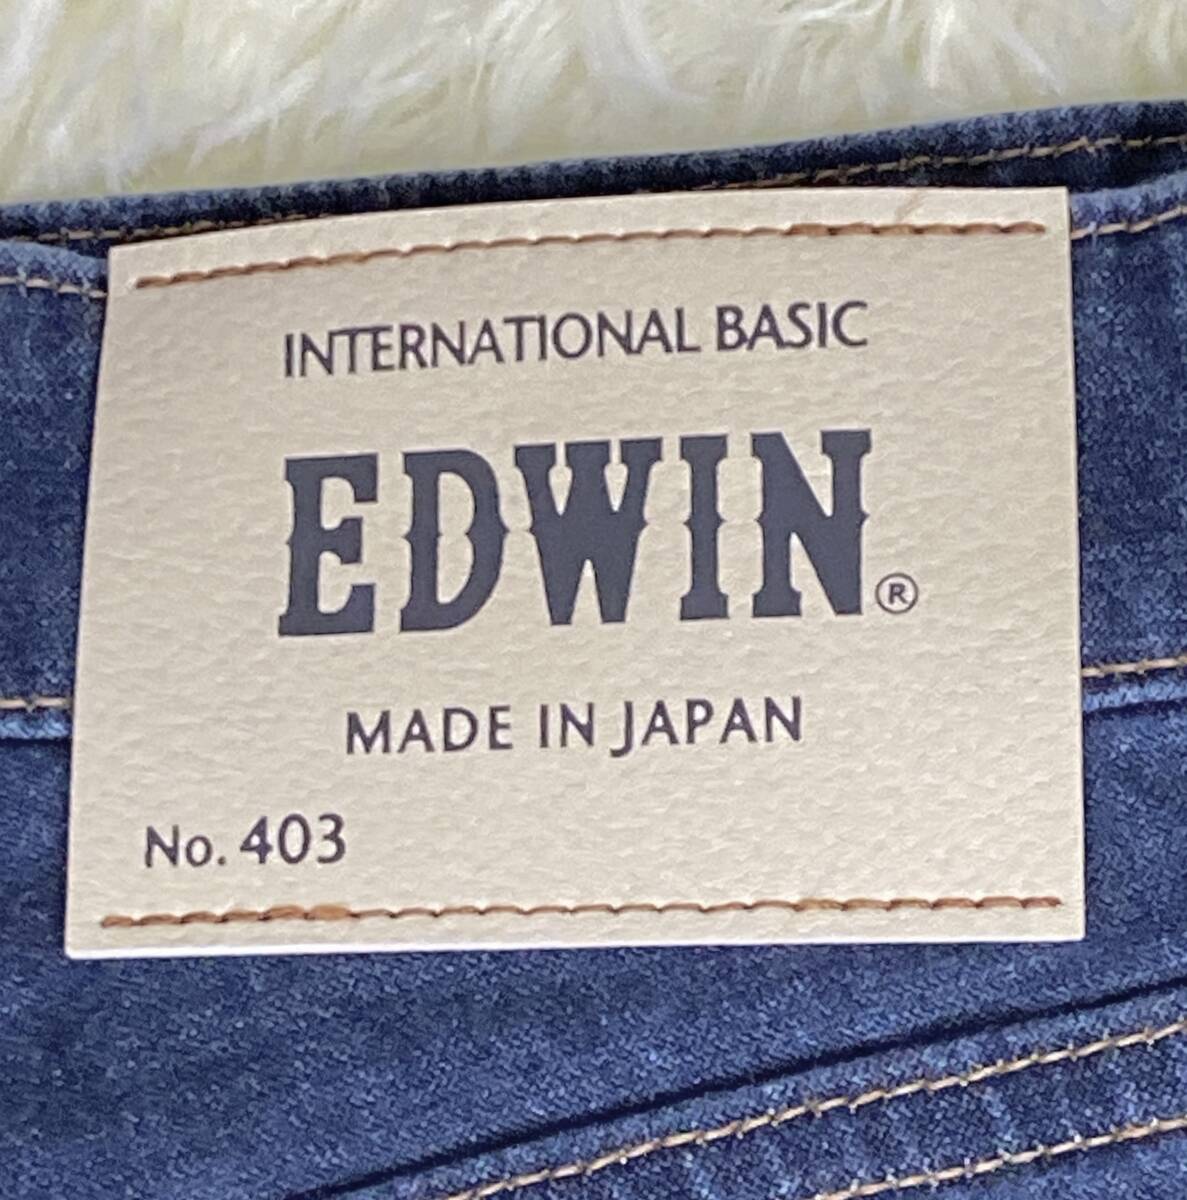 INTERNATIONAL BASIC
EDWIN®
MADE IN JAPAN
No. 403